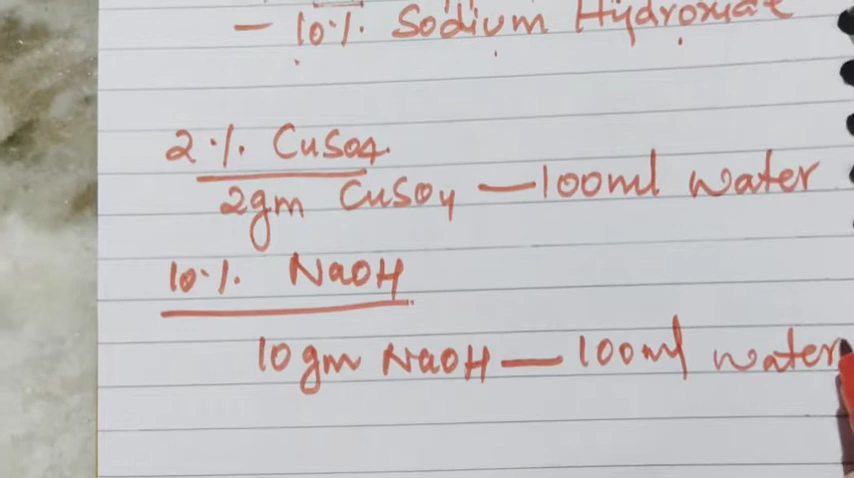 - 10% Sodium Hydroxide
2% CuSO4.
2gm CuSO4 - 100ml water
10% NaOH
10gm NaOH - 100ml water